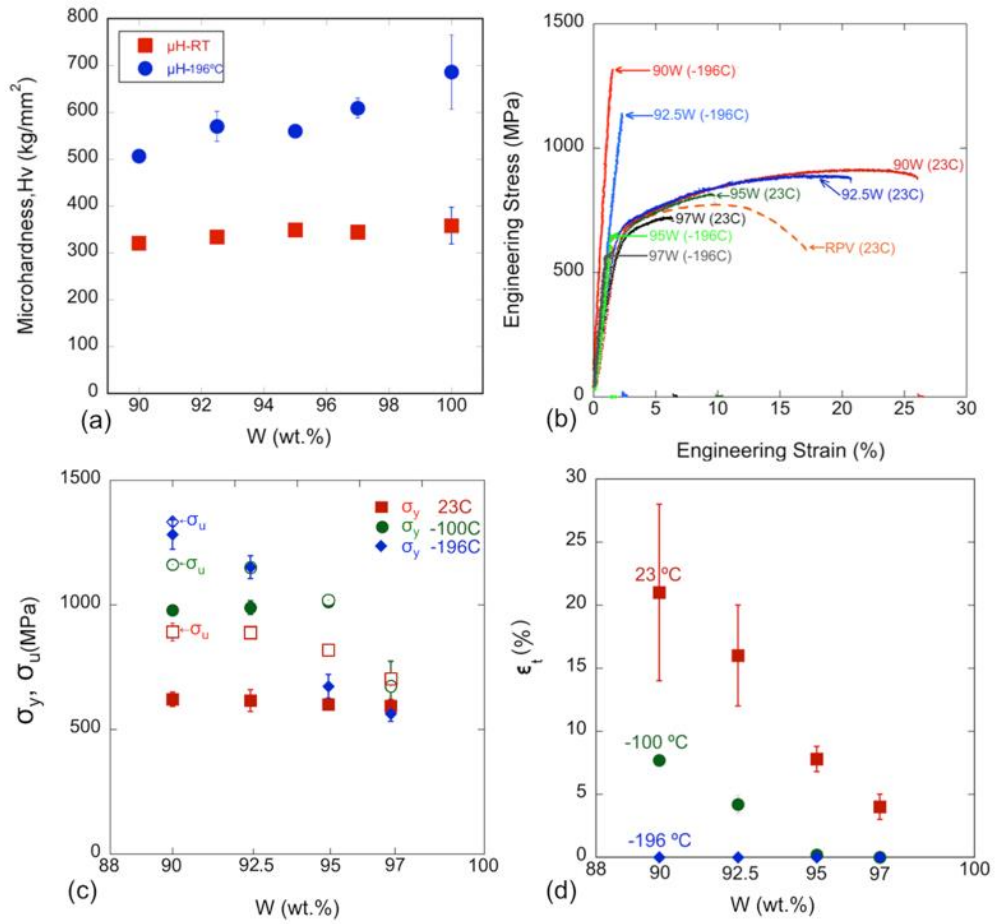 800
700
600
500
400
300
200
100
0
Microhardness,Hv (kg/mm²)
μH-RT
μH-196ºC
90 92 94 96 98 100
W (wt.%)
(a)
1500
1000
500
0
Engineering Stress (MPa)
90W (-196C)
92.5W (-196C)
90W (23C)
92.5W (23C)
95W (23C)
97W (23C)
95W (-196C)
RPV (23C)
97W (-196C)
0 5 10 15 20 25 30
Engineering Strain (%)
(b)
1500
1000
500
0
σy, σu(MPa)
σy 23C
σy -100C
σy -196C
σu
σu
σu
88 90 92.5 95 97 100
W (wt.%)
(c)
30
25
20
15
10
5
0
εt (%)
23 ºC
-100 ºC
-196 ºC
88 90 92.5 95 97 100
W (wt.%)
(d)